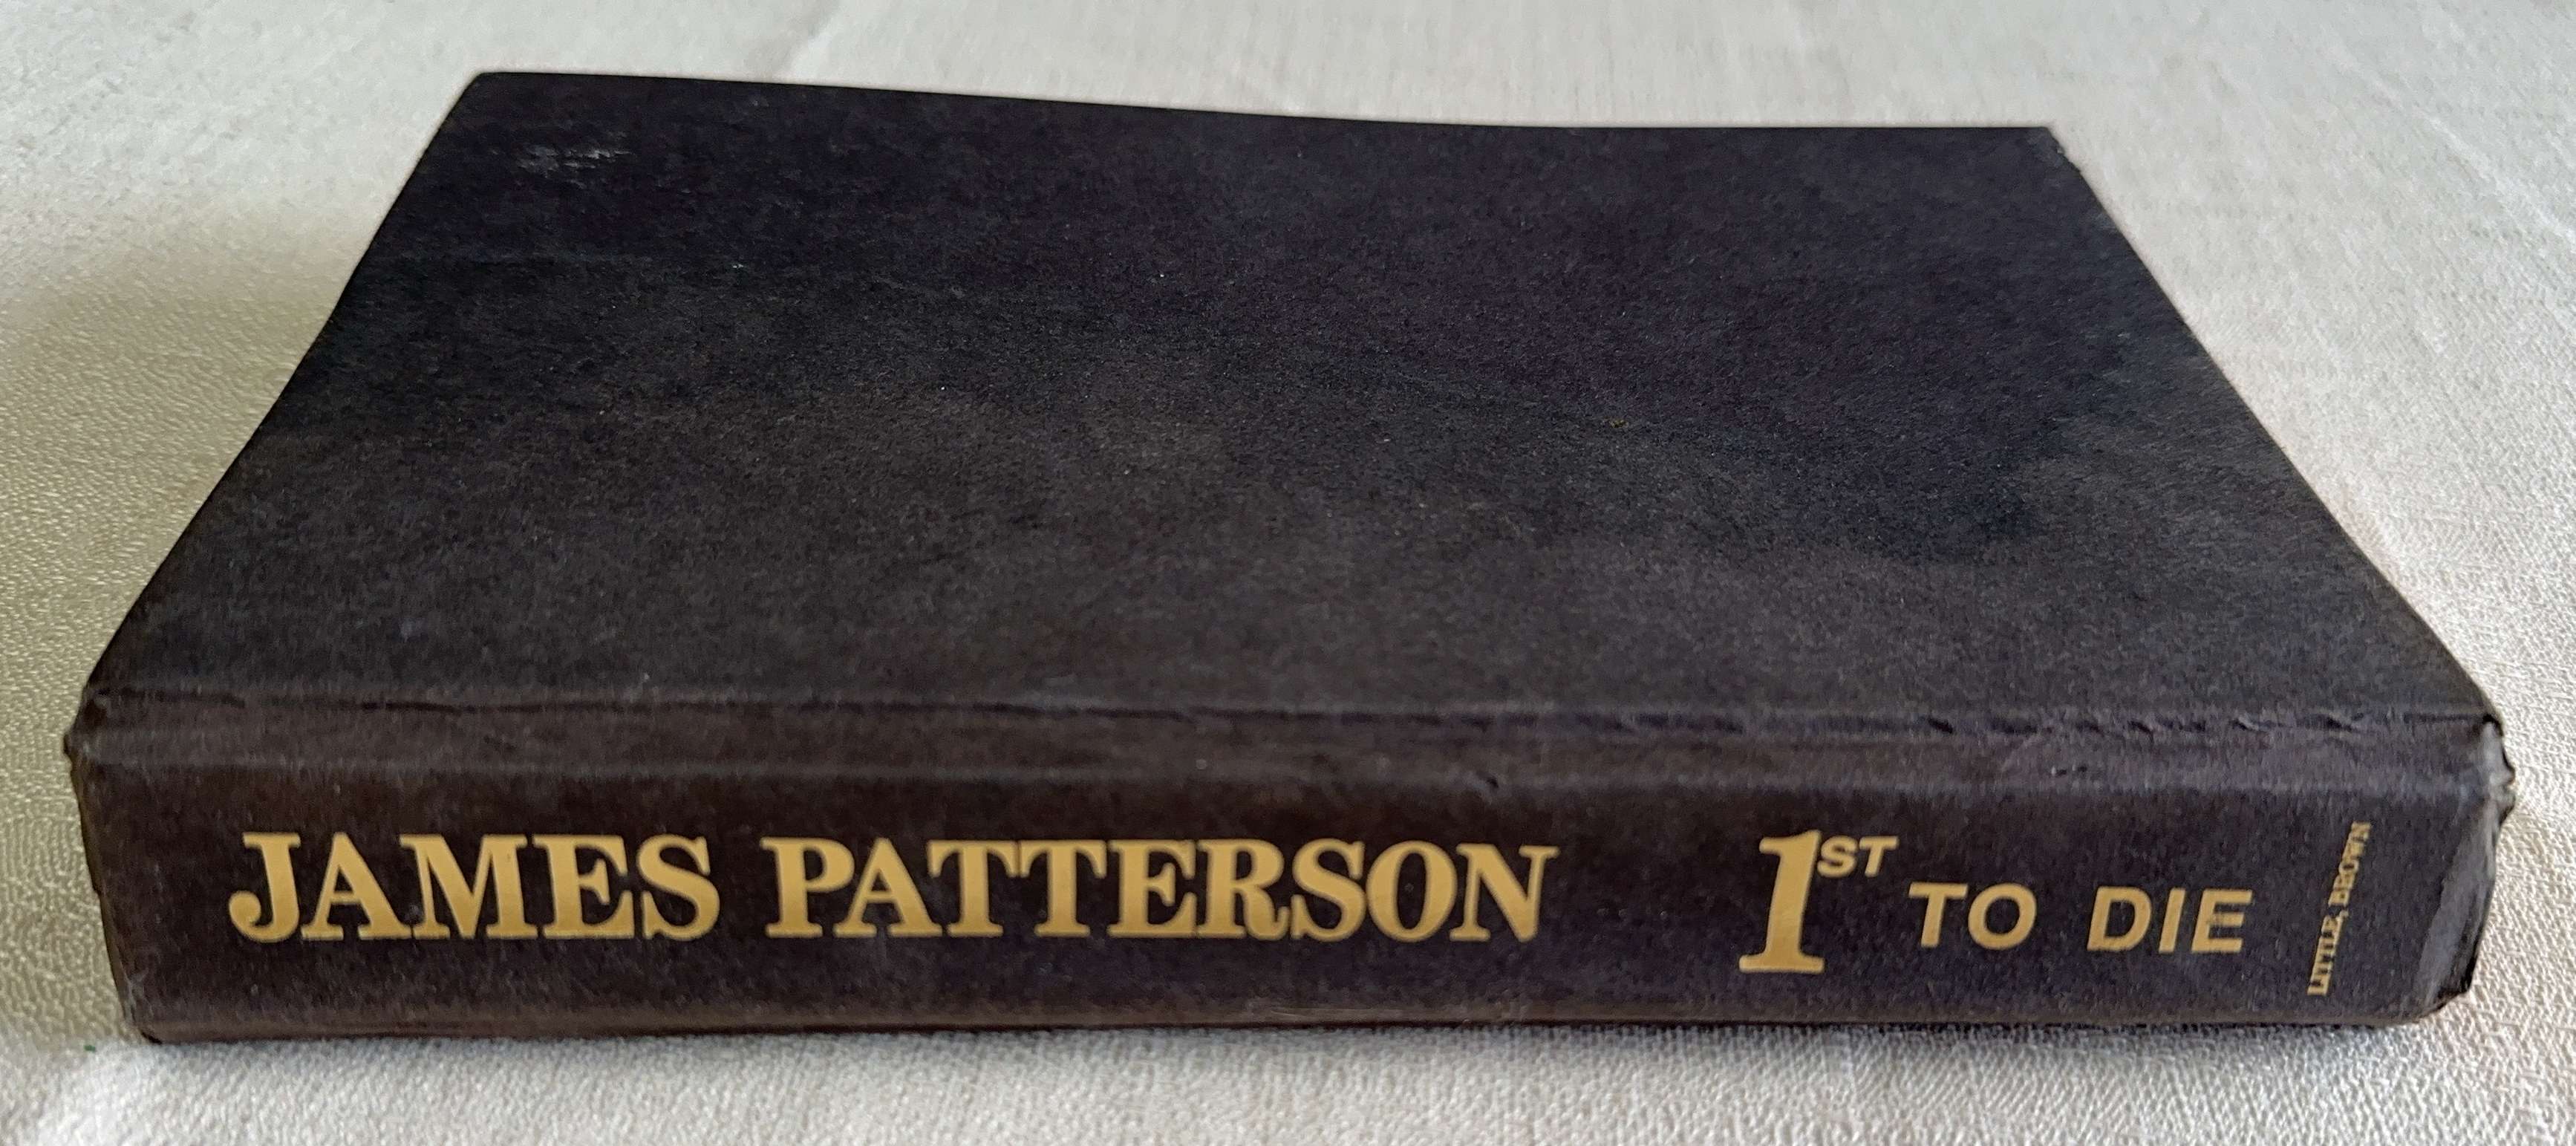 JAMES PATTERSON
1ST TO DIE
LITTLE, BROWN